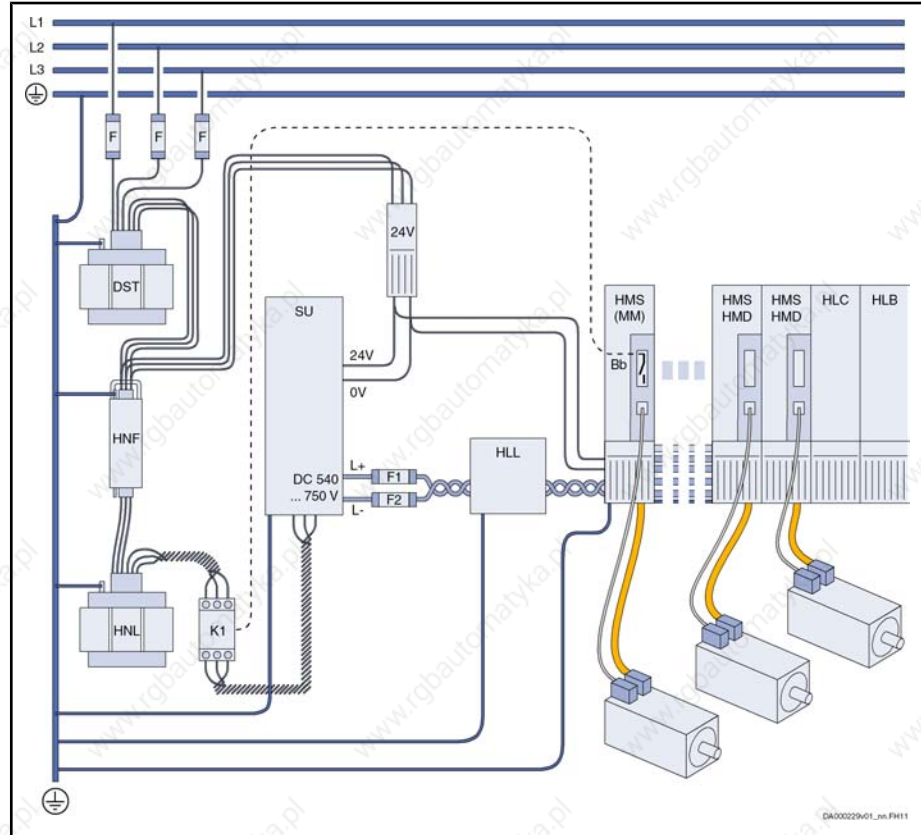 L1
L2
L3
F F F
24V
DST
SU
24V
0V
HMS
(MM)
HMS
HMD
HMS
HMD
HLC
HLB
Bb
HNF
HLL
L+
F1
DC 540
... 750 V
L-
F2
HNL
K1
DA000229v01_nn.FH11
www.rgbautomatyka.pl